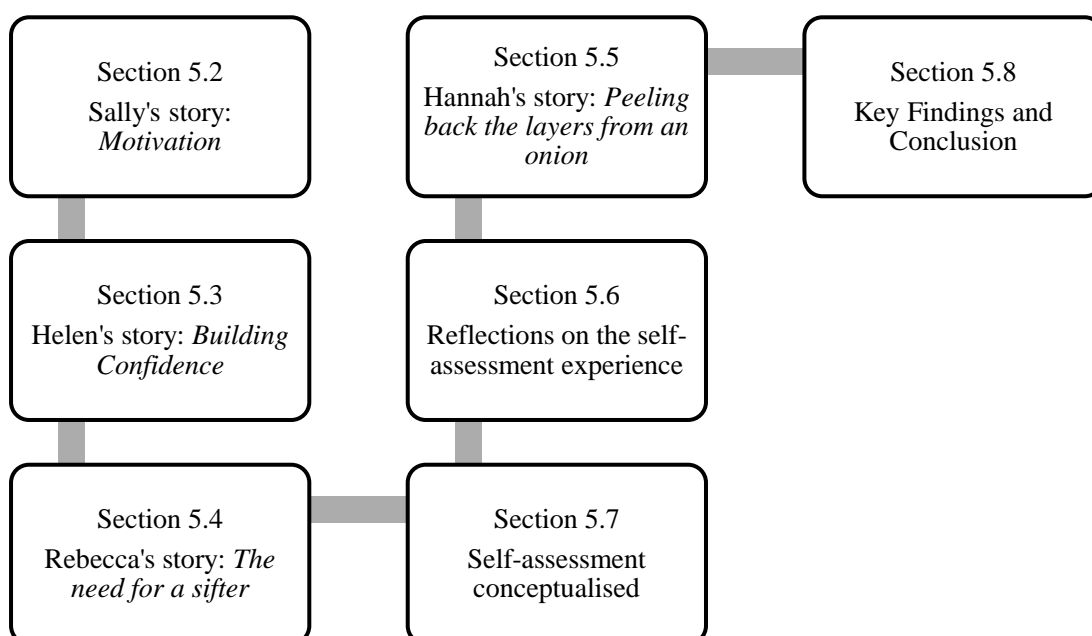 Section 5.2
Sally's story:
Motivation
Section 5.3
Helen's story: Building
Confidence
Section 5.4
Rebecca's story: The
need for a sifter
Section 5.5
Hannah's story: Peeling
back the layers from an
onion
Section 5.6
Reflections on the self-
assessment experience
Section 5.7
Self-assessment
conceptualised
Section 5.8
Key Findings and
Conclusion